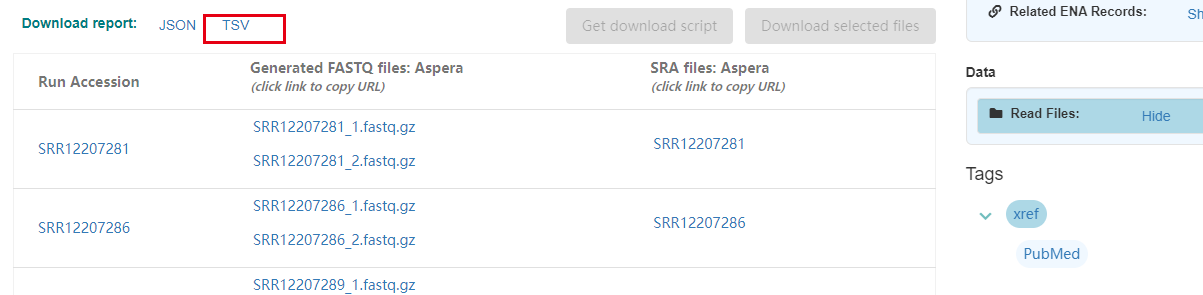 Download report: JSON TSV Get download script Download selected files
Run Accession
Generated FASTQ files: Aspera
(click link to copy URL)
SRA files: Aspera
(click link to copy URL)
SRR12207281
SRR12207281_1.fastq.gz
SRR12207281_2.fastq.gz
SRR12207281
SRR12207286
SRR12207286_1.fastq.gz
SRR12207286_2.fastq.gz
SRR12207286
SRR12207289_1.fastq.gz
Related ENA Records: Sh
Data
Read Files: Hide
Tags
xref
PubMed